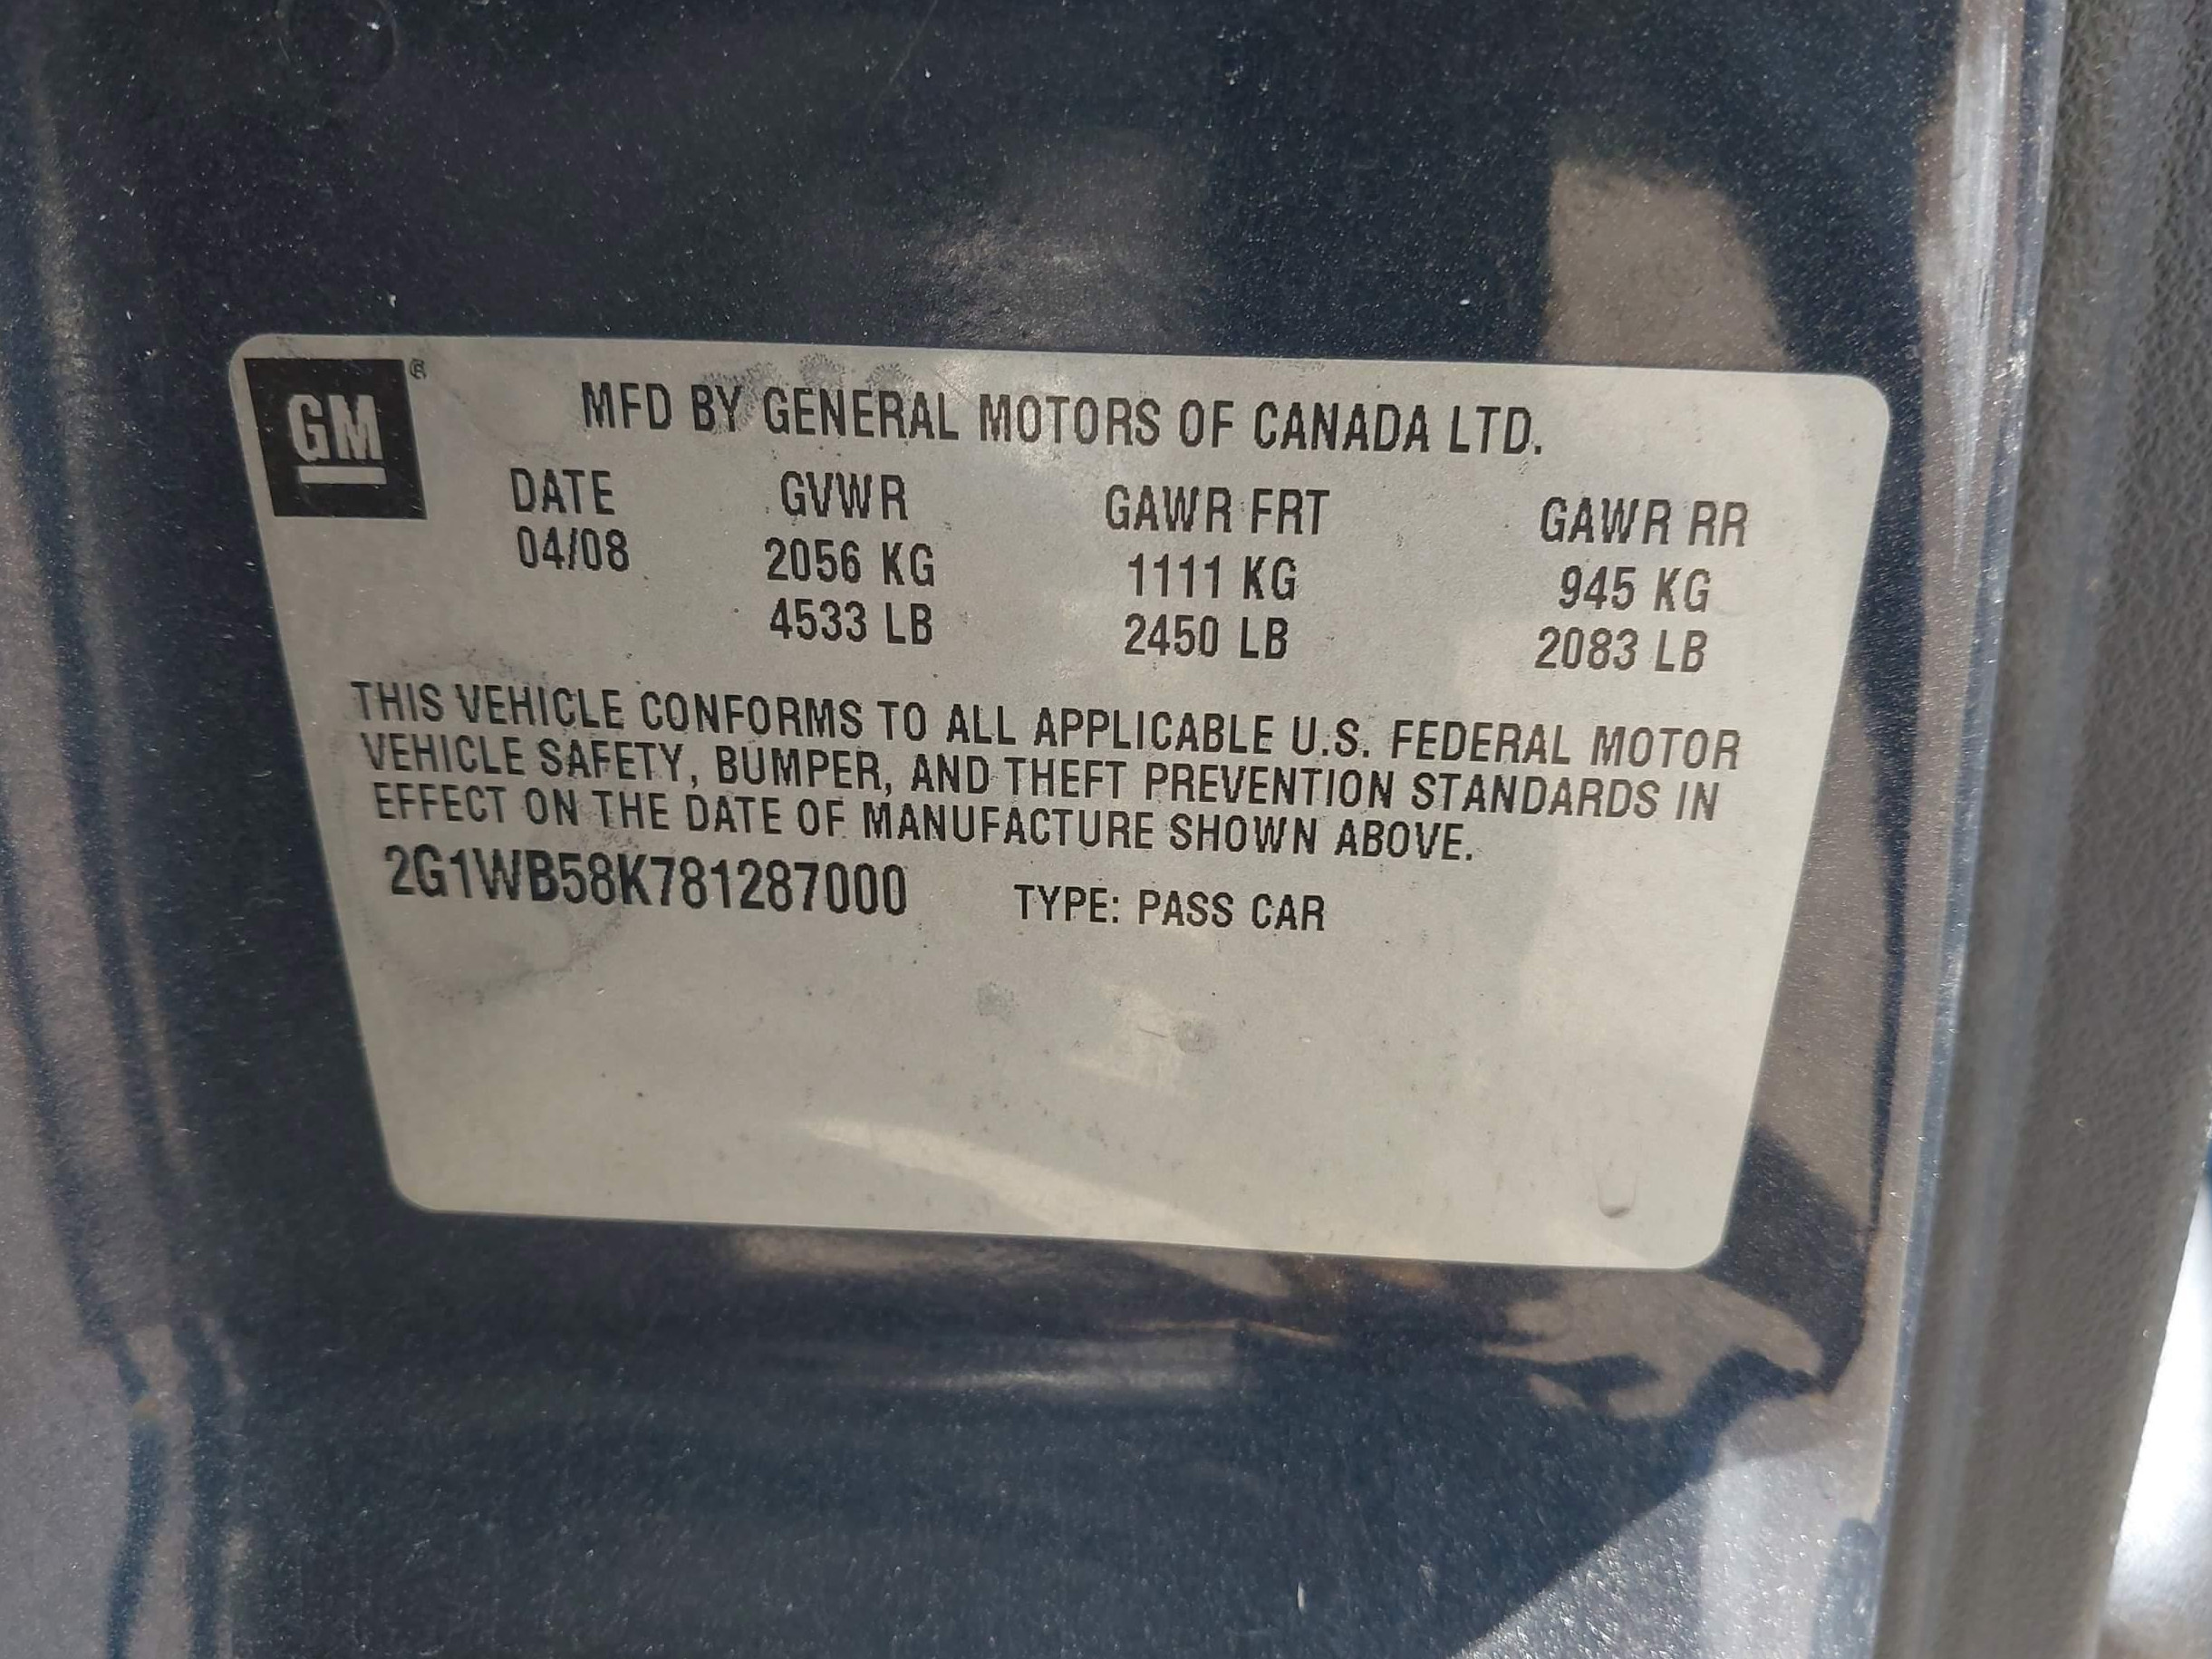 GM®
MFD BY GENERAL MOTORS OF CANADA LTD.
DATE GVWR GAWR FRT GAWR RR
04/08 2056 KG 1111 KG 945 KG
4533 LB 2450 LB 2083 LB
THIS VEHICLE CONFORMS TO ALL APPLICABLE U.S. FEDERAL MOTOR
VEHICLE SAFETY, BUMPER, AND THEFT PREVENTION STANDARDS IN
EFFECT ON THE DATE OF MANUFACTURE SHOWN ABOVE.
2G1WB58K781287000 TYPE: PASS CAR